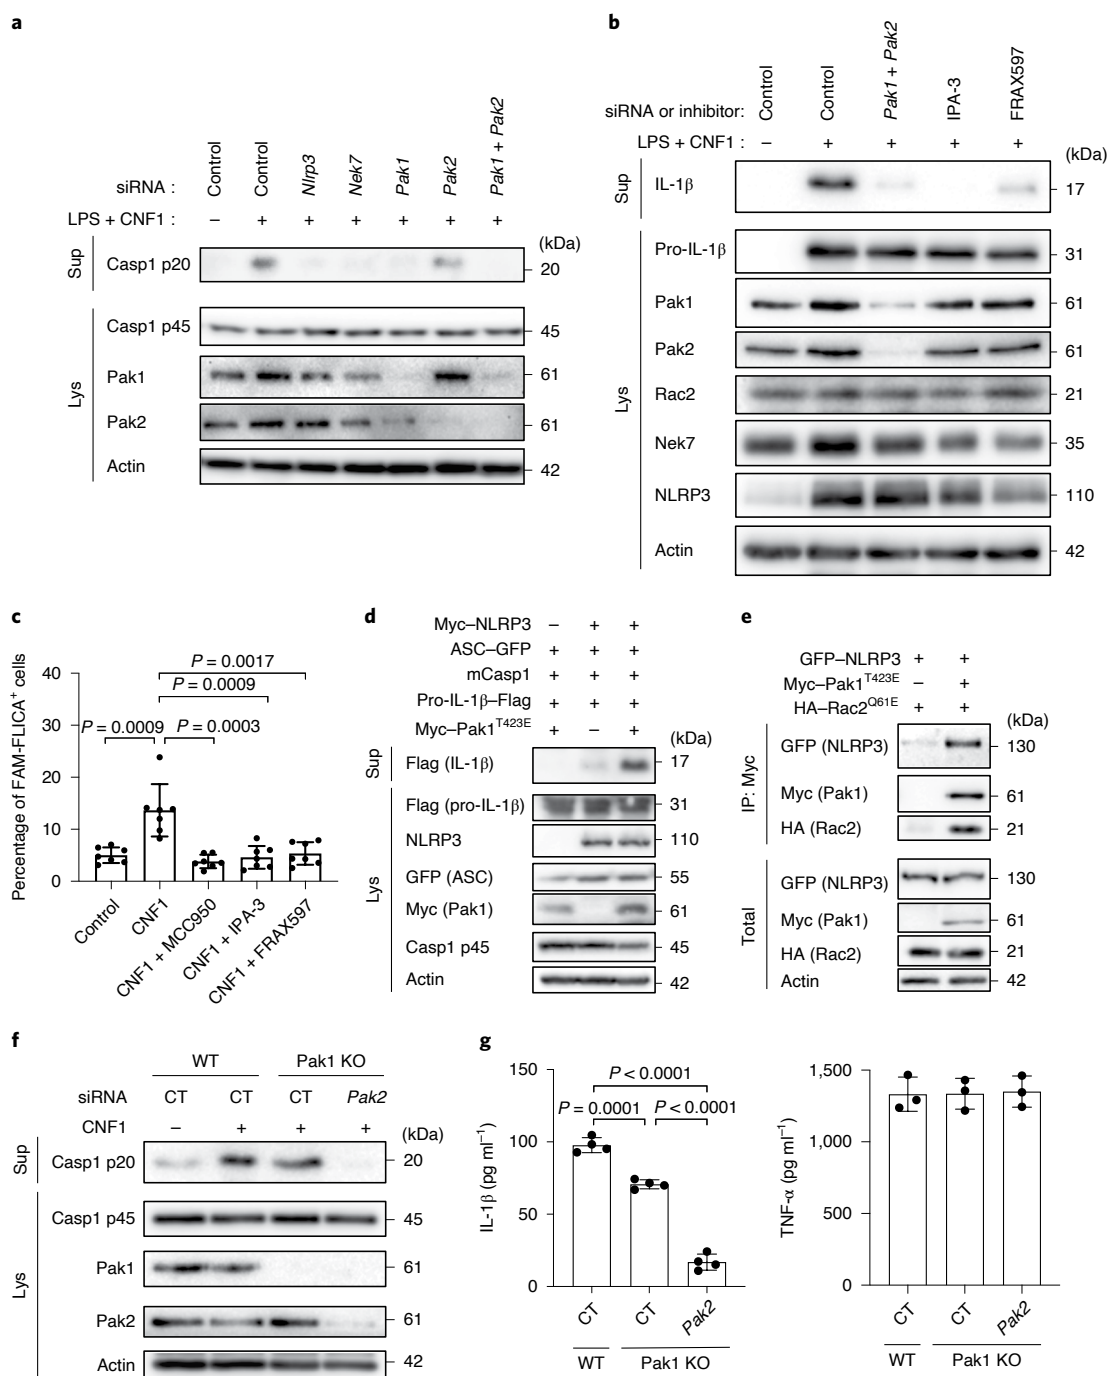 a
siRNA :
Control
Control
Nlrp3
Nek7
Pak1
Pak2
Pak1 + Pak2
LPS + CNF1 : – + + + + + +
(kDa)
Sup
Casp1 p20 20
Lys
Casp1 p45 45
Pak1 61
Pak2 61
Actin 42
b
siRNA or inhibitor:
Control
Control
Pak1 + Pak2
IPA-3
FRAX597
LPS + CNF1 : – + + + +
(kDa)
Sup
IL-1β 17
Lys
Pro-IL-1β 31
Pak1 61
Pak2 61
Rac2 21
Nek7 35
NLRP3 110
Actin 42
c
Percentage of FAM-FLICA⁺ cells
P = 0.0017
P = 0.0009
P = 0.0009 P = 0.0003
40
30
20
10
0
Control
CNF1
CNF1 + MCC950
CNF1 + IPA-3
CNF1 + FRAX597
d
Myc–NLRP3 – + +
ASC–GFP + + +
mCasp1 + + +
Pro-IL-1β–Flag + + +
Myc–Pak1ᵀ⁴²³ᴱ + – +
(kDa)
Sup
Flag (IL-1β) 17
Lys
Flag (pro-IL-1β) 31
NLRP3 110
GFP (ASC) 55
Myc (Pak1) 61
Casp1 p45 45
Actin 42
e
GFP–NLRP3 + +
Myc–Pak1ᵀ⁴²³ᴱ – +
HA–Rac2Q61E + +
(kDa)
IP: Myc
GFP (NLRP3) 130
Myc (Pak1) 61
HA (Rac2) 21
Total
GFP (NLRP3) 130
Myc (Pak1) 61
HA (Rac2) 21
Actin 42
f
WT Pak1 KO
siRNA CT CT CT Pak2
CNF1 – + + +
(kDa)
Sup
Casp1 p20 20
Lys
Casp1 p45 45
Pak1 61
Pak2 61
Actin 42
g
IL-1β (pg ml⁻¹)
150
100
50
0
P < 0.0001
P = 0.0001 P < 0.0001
CT CT Pak2
WT Pak1 KO
TNF-α (pg ml⁻¹)
1,500
1,000
500
0
CT CT Pak2
WT Pak1 KO